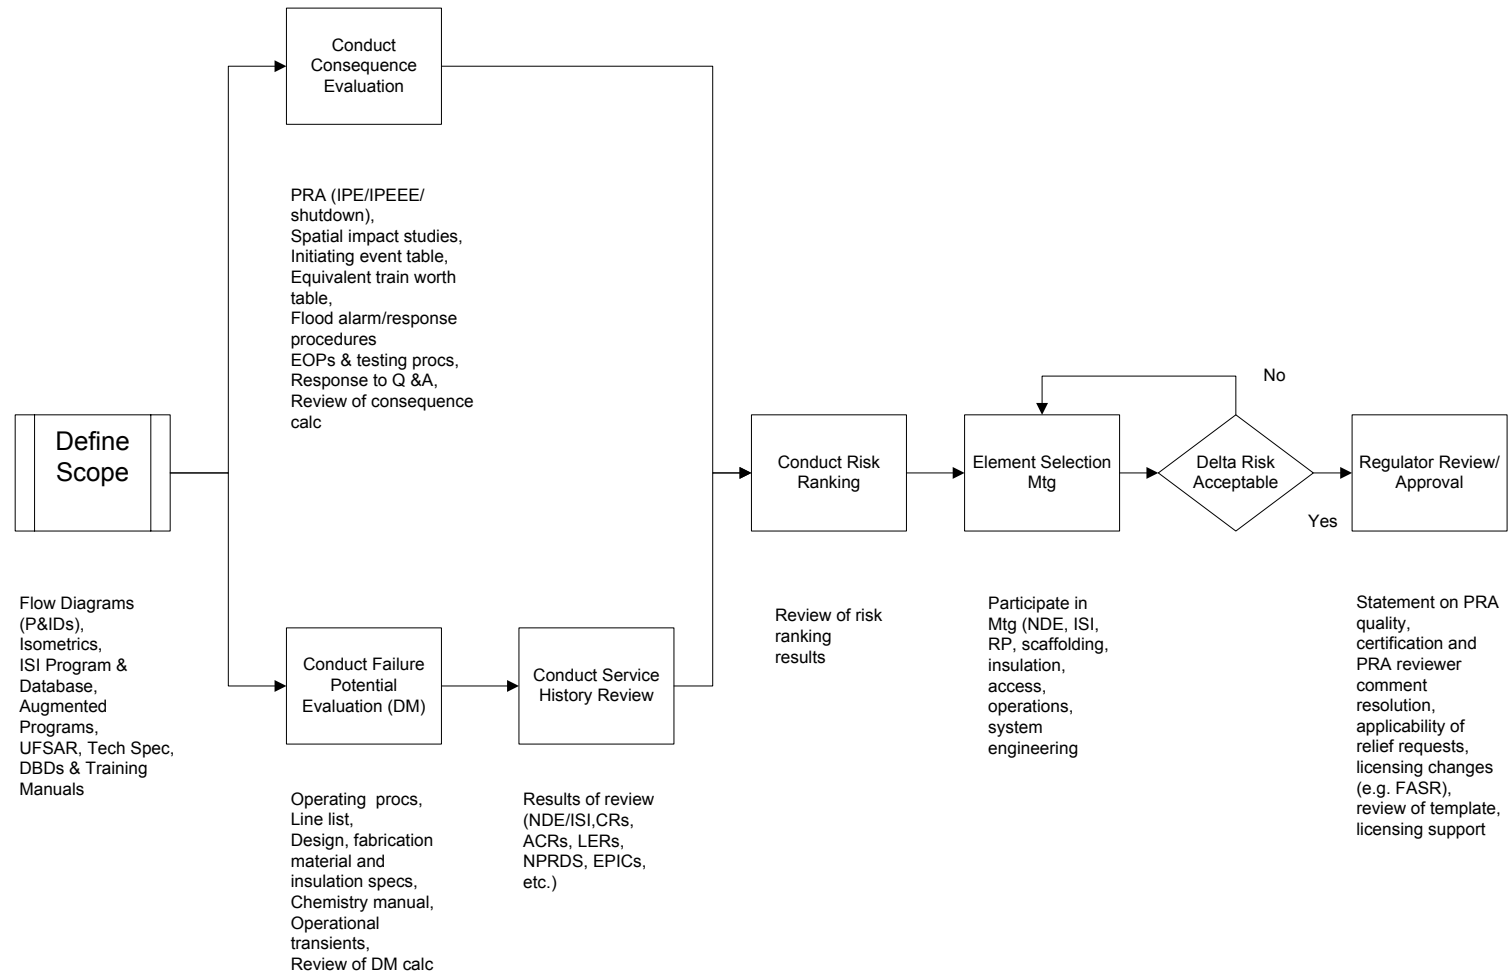 Conduct
Consequence
Evaluation
PRA (IPE/IPEEE/
shutdown),
Spatial impact studies,
Initiating event table,
Equivalent train worth
table,
Flood alarm/response
procedures
EOPs & testing procs,
Response to Q &A,
Review of consequence
calc
Define
Scope
Flow Diagrams
(P&IDs),
Isometrics,
ISI Program &
Database,
Augmented
Programs,
UFSAR, Tech Spec,
DBDs & Training
Manuals
Conduct Failure
Potential
Evaluation (DM)
Operating procs,
Line list,
Design, fabrication
material and
insulation specs,
Chemistry manual,
Operational
transients,
Review of DM calc
Conduct Service
History Review
Results of review
(NDE/ISI,CRs,
ACRs, LERs,
NPRDS, EPICs,
etc.)
Conduct Risk
Ranking
Review of risk
ranking
results
Element Selection
Mtg
Participate in
Mtg (NDE, ISI,
RP, scaffolding,
insulation,
access,
operations,
system
engineering
Delta Risk
Acceptable
No
Yes
Regulator Review/
Approval
Statement on PRA
quality,
certification and
PRA reviewer
comment
resolution,
applicability of
relief requests,
licensing changes
(e.g. FASR),
review of template,
licensing support